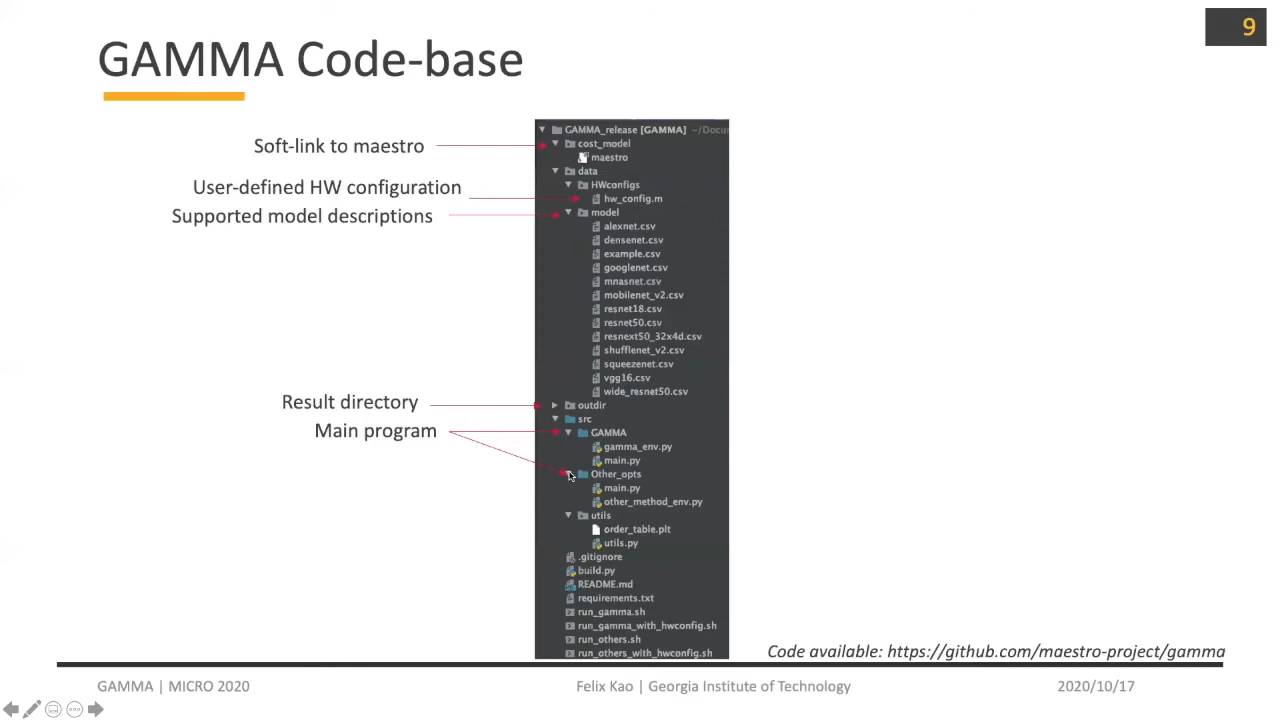 9
GAMMA Code-base
Soft-link to maestro
User-defined HW configuration
Supported model descriptions
Result directory
Main program
GAMMA_release [GAMMA] ~/Docu
cost_model
maestro
data
HWconfigs
hw_config.m
model
alexnet.csv
densenet.csv
example.csv
googlenet.csv
mnasnet.csv
mobilenet_v2.csv
resnet18.csv
resnet50.csv
resnext50_32x4d.csv
shufflenet_v2.csv
squeezenet.csv
vgg16.csv
wide_resnet50.csv
outdir
src
GAMMA
gamma_env.py
main.py
Other_opts
main.py
other_method_env.py
utils
order_table.plt
utils.py
.gitignore
build.py
README.md
requirements.txt
run_gamma.sh
run_gamma_with_hwconfig.sh
run_others.sh
run_others_with_hwconfig.sh
Code available: https://github.com/maestro-project/gamma
GAMMA | MICRO 2020
Felix Kao | Georgia Institute of Technology
2020/10/17